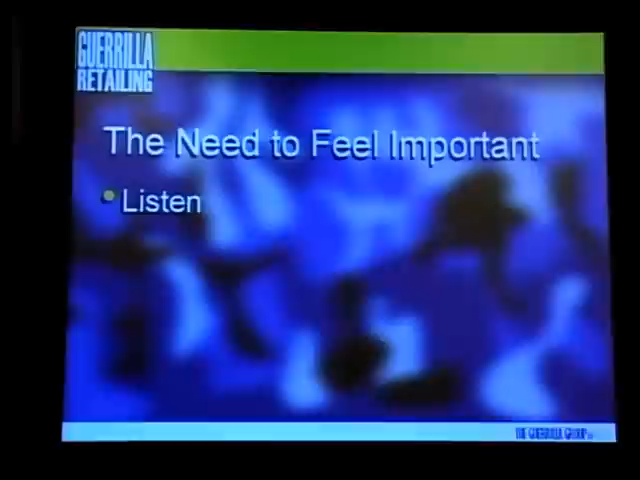 GUERRILLA
RETAILING
The Need to Feel Important
• Listen
THE GUERRILLA GROUP